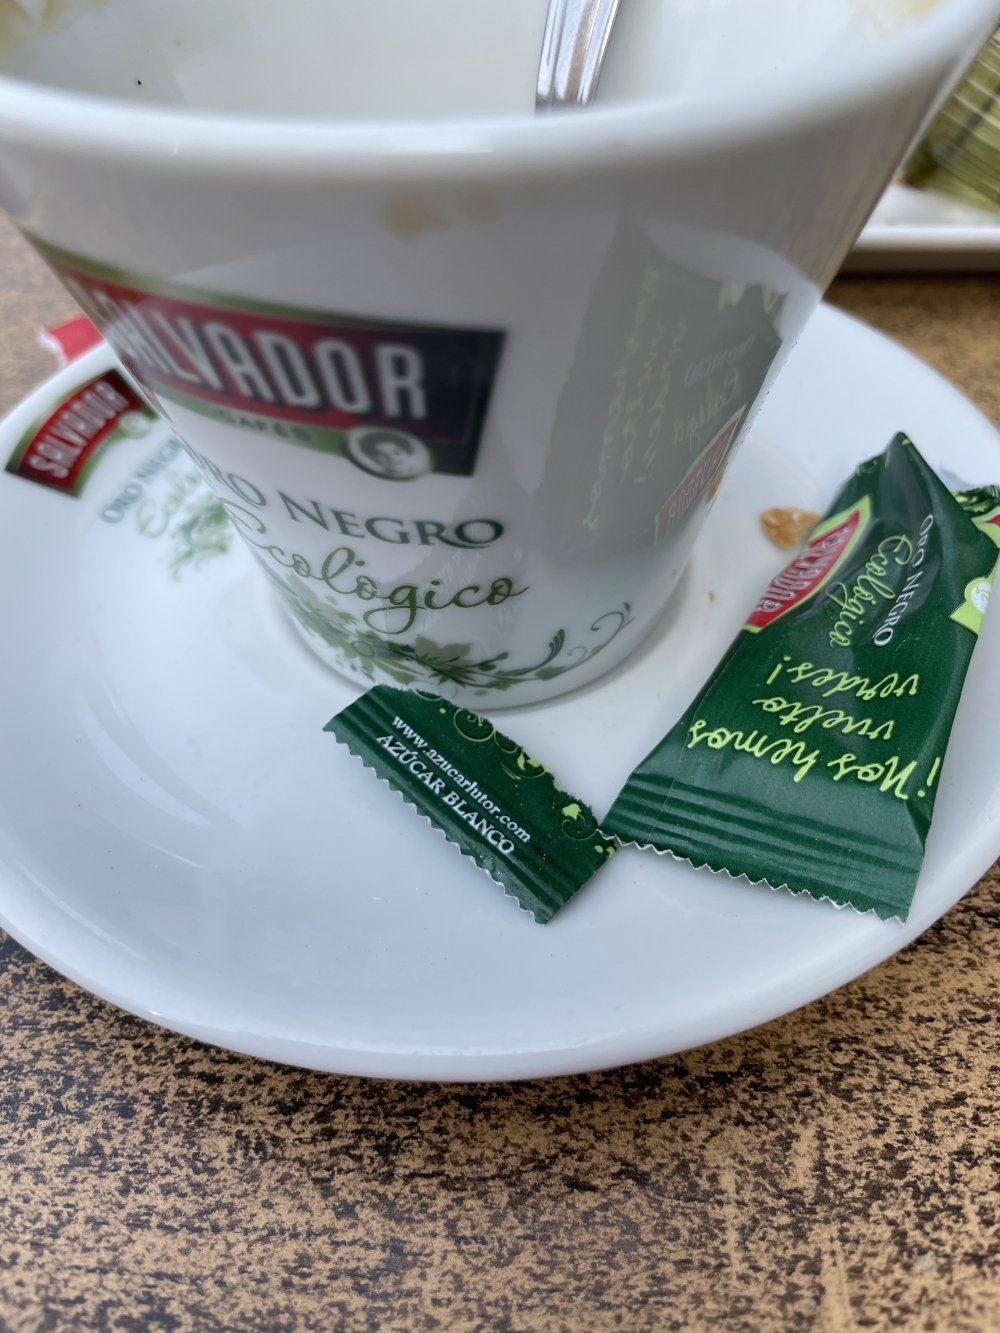 SALVADOR
CAFÉS
ORO NEGRO
Ecológico
SALVADOR
ORO NEGRO
www.azucarlutor.com
AZÚCAR BLANCO
SALVADOR
ORO NEGRO
Ecológica
¡Nos hemos
vuelto
verdes!